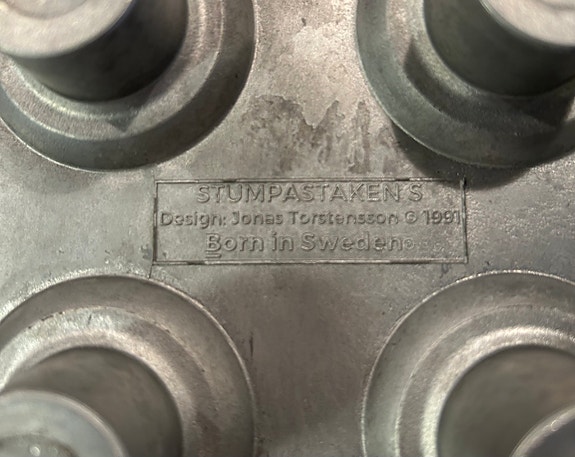 STUMPASTAKEN S
Design: Jonas Torstensson © 1991
Born in Sweden®